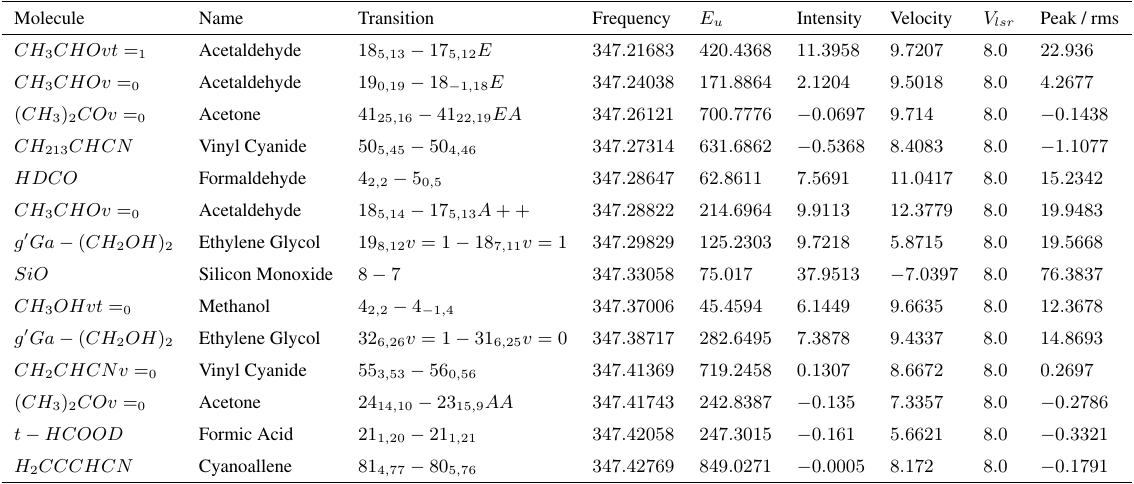 Molecule Name Transition Frequency E_u Intensity Velocity V_lsr Peak / rms
CH_3CHOvt =_1 Acetaldehyde 18_{5,13} − 17_{5,12}E 347.21683 420.4368 11.3958 9.7207 8.0 22.936
CH_3CHOv =_0 Acetaldehyde 19_{0,19} − 18_{−1,18}E 347.24038 171.8864 2.1204 9.5018 8.0 4.2677
(CH_3)_2COv =_0 Acetone 41_{25,16} − 41_{22,19}EA 347.26121 700.7776 −0.0697 9.714 8.0 −0.1438
CH_{213}CHCN Vinyl Cyanide 50_{5,45} − 50_{4,46} 347.27314 631.6862 −0.5368 8.4083 8.0 −1.1077
HDCO Formaldehyde 4_{2,2} − 5_{0,5} 347.28647 62.8611 7.5691 11.0417 8.0 15.2342
CH_3CHOv =_0 Acetaldehyde 18_{5,14} − 17_{5,13}A + + 347.28822 214.6964 9.9113 12.3779 8.0 19.9483
g′Ga − (CH_2OH)_2 Ethylene Glycol 19_{8,12}v = 1 − 18_{7,11}v = 1 347.29829 125.2303 9.7218 5.8715 8.0 19.5668
SiO Silicon Monoxide 8 − 7 347.33058 75.017 37.9513 −7.0397 8.0 76.3837
CH_3OHvt =_0 Methanol 4_{2,2} − 4_{−1,4} 347.37006 45.4594 6.1449 9.6635 8.0 12.3678
g′Ga − (CH_2OH)_2 Ethylene Glycol 32_{6,26}v = 1 − 31_{6,25}v = 0 347.38717 282.6495 7.3878 9.4337 8.0 14.8693
CH_2CHCNv =_0 Vinyl Cyanide 55_{3,53} − 56_{0,56} 347.41369 719.2458 0.1307 8.6672 8.0 0.2697
(CH_3)_2COv =_0 Acetone 24_{14,10} − 23_{15,9}AA 347.41743 242.8387 −0.135 7.3357 8.0 −0.2786
t − HCOOD Formic Acid 21_{1,20} − 21_{1,21} 347.42058 247.3015 −0.161 5.6621 8.0 −0.3321
H_2CCCHCN Cyanoallene 81_{4,77} − 80_{5,76} 347.42769 849.0271 −0.0005 8.172 8.0 −0.1791